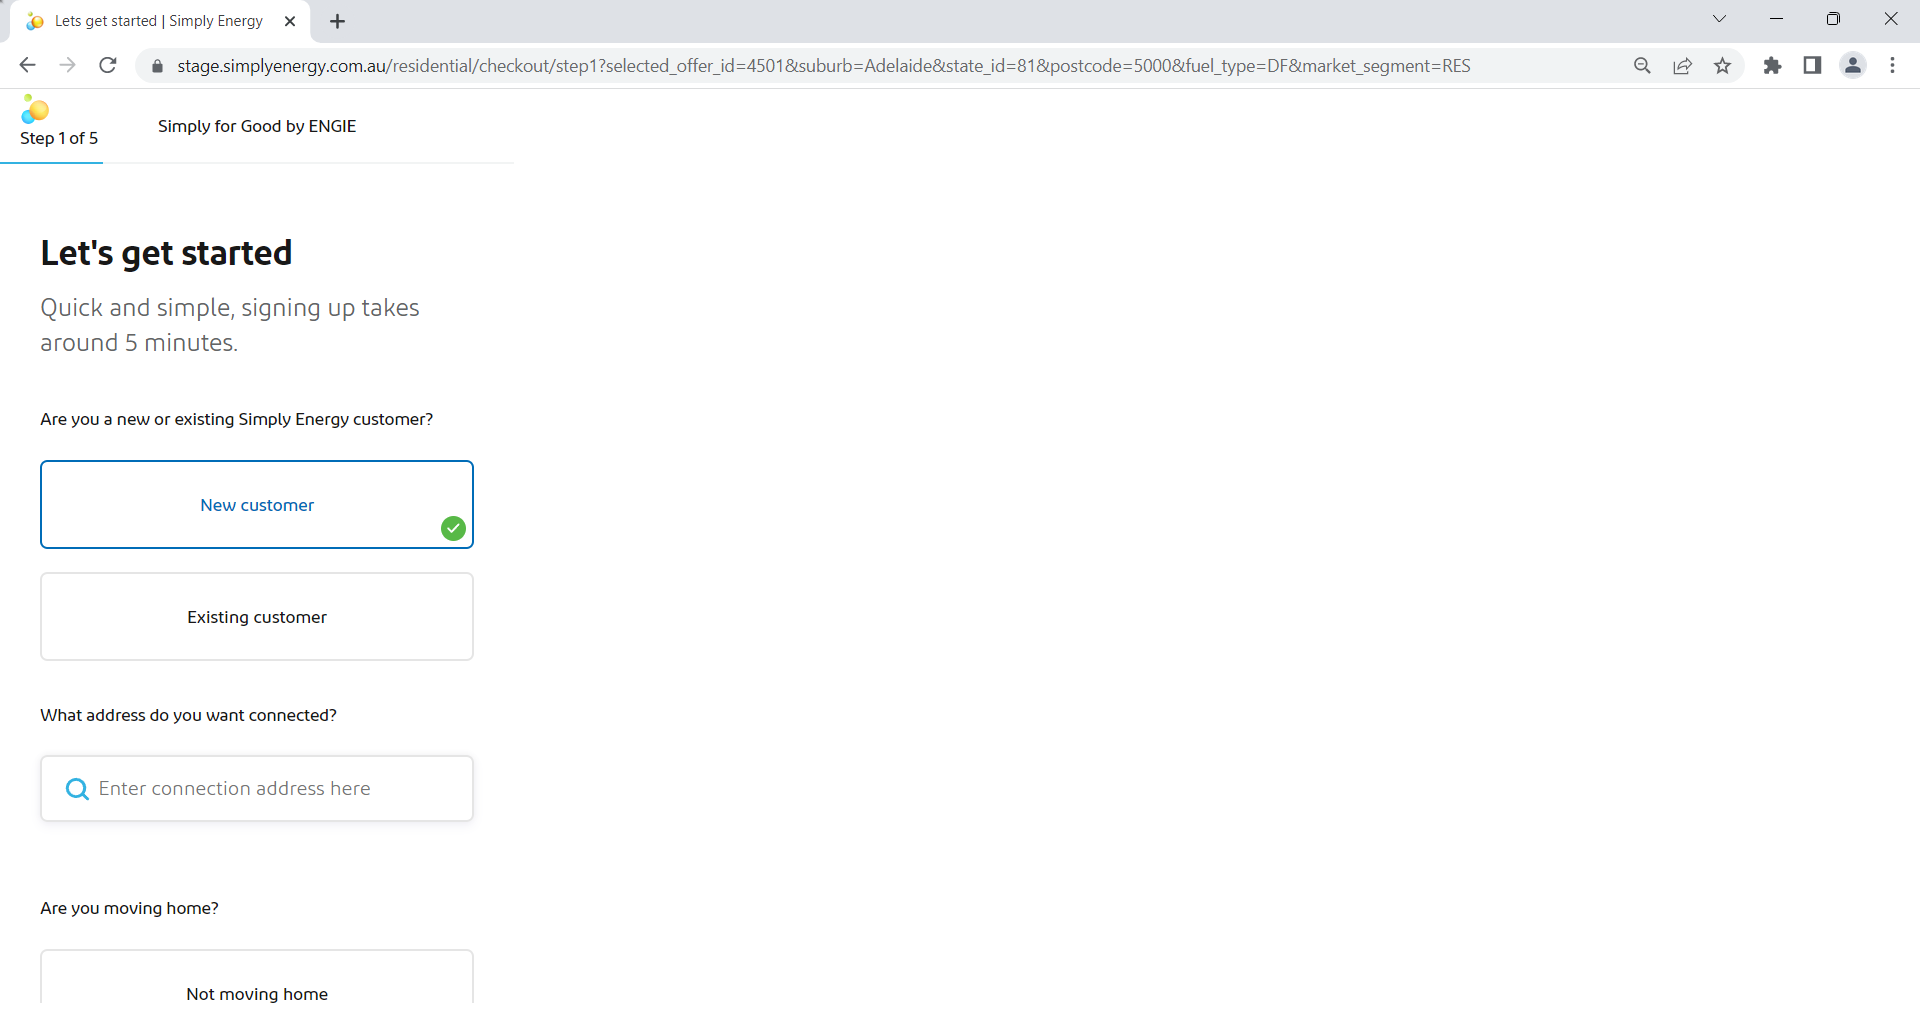 Lets get started | Simply Energy
stage.simplyenergy.com.au/residential/checkout/step1?selected_offer_id=4501&suburb=Adelaide&state_id=81&postcode=5000&fuel_type=DF&market_segment=RES
Step 1 of 5
Simply for Good by ENGIE
Let's get started
Quick and simple, signing up takes
around 5 minutes.
Are you a new or existing Simply Energy customer?
New customer
Existing customer
What address do you want connected?
Enter connection address here
Are you moving home?
Not moving home